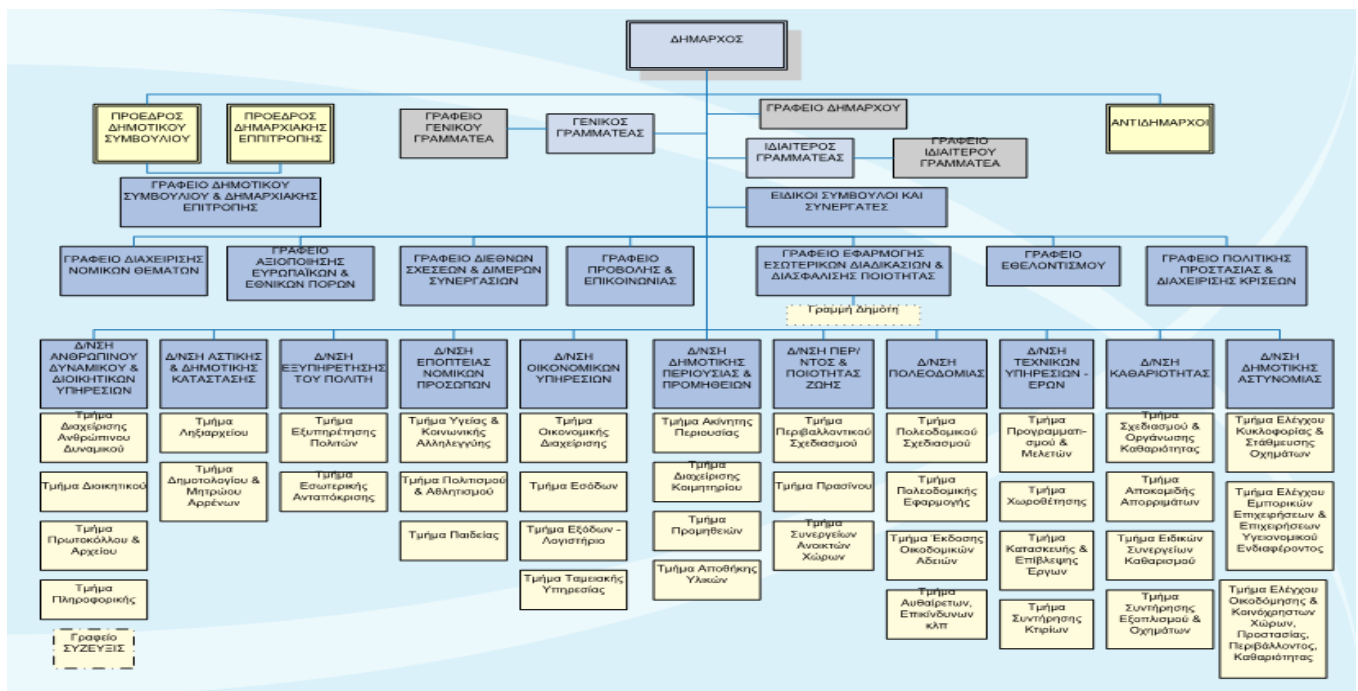 ΔΗΜΑΡΧΟΣ
ΠΡΟΕΔΡΟΣ
ΔΗΜΟΤΙΚΟΥ
ΣΥΜΒΟΥΛΙΟΥ
ΠΡΟΕΔΡΟΣ
ΔΗΜΑΡΧΙΑΚΗΣ
ΕΠΠΙΤΡΟΠΗΣ
ΓΡΑΦΕΙΟ
ΓΕΝΙΚΟΥ
ΓΡΑΜΜΑΤΕΑ
ΓΕΝΙΚΟΣ
ΓΡΑΜΜΑΤΕΑΣ
ΓΡΑΦΕΙΟ ΔΗΜΑΡΧΟΥ
ΙΔΙΑΙΤΕΡΟΣ
ΓΡΑΜΜΑΤΕΑΣ
ΓΡΑΦΕΙΟ
ΙΔΙΑΙΤΕΡΟΥ
ΓΡΑΜΜΑΤΕΑ
ΑΝΤΙΔΗΜΑΡΧΟΙ
ΓΡΑΦΕΙΟ ΔΗΜΟΤΙΚΟΥ
ΣΥΜΒΟΥΛΙΟΥ & ΔΗΜΑΡΧΙΑΚΗΣ
ΕΠΙΤΡΟΠΗΣ
ΕΙΔΙΚΟΙ ΣΥΜΒΟΥΛΟΙ ΚΑΙ
ΣΥΝΕΡΓΑΤΕΣ
ΓΡΑΦΕΙΟ ΔΙΑΧΕΙΡΙΣΗΣ
ΝΟΜΙΚΩΝ ΘΕΜΑΤΩΝ
ΓΡΑΦΕΙΟ
ΑΞΙΟΠΟΙΗΣΗΣ
ΕΥΡΩΠΑΪΚΩΝ &
ΕΘΝΙΚΩΝ ΠΟΡΩΝ
ΓΡΑΦΕΙΟ ΔΙΕΘΝΩΝ
ΣΧΕΣΕΩΝ & ΔΙΜΕΡΩΝ
ΣΥΝΕΡΓΑΣΙΩΝ
ΓΡΑΦΕΙΟ
ΠΡΟΒΟΛΗΣ &
ΕΠΙΚΟΙΝΩΝΙΑΣ
ΓΡΑΦΕΙΟ ΕΦΑΡΜΟΓΗΣ
ΕΣΩΤΕΡΙΚΩΝ ΔΙΑΔΙΚΑΣΙΩΝ &
ΔΙΑΣΦΑΛΙΣΗΣ ΠΟΙΟΤΗΤΑΣ
ΓΡΑΦΕΙΟ
ΕΘΕΛΟΝΤΙΣΜΟΥ
ΓΡΑΦΕΙΟ ΠΟΛΙΤΙΚΗΣ
ΠΡΟΣΤΑΣΙΑΣ &
ΔΙΑΧΕΙΡΙΣΗΣ ΚΡΙΣΕΩΝ
Γραμμή Δημότη
Δ/ΝΣΗ
ΑΝΘΡΩΠΙΝΟΥ
ΔΥΝΑΜΙΚΟΥ &
ΔΙΟΙΚΗΤΙΚΩΝ
ΥΠΗΡΕΣΙΩΝ
Τμήμα
Διαχείρισης
Ανθρώπινου
Δυναμικού
Τμήμα Διοικητικού
Τμήμα
Πρωτοκόλλου &
Αρχείου
Τμήμα
Πληροφορικής
Γραφείο
ΣΥΖΕΥΞΙΣ
Δ/ΝΣΗ ΑΣΤΙΚΗΣ
& ΔΗΜΟΤΙΚΗΣ
ΚΑΤΑΣΤΑΣΗΣ
Τμήμα
Ληξιαρχείου
Τμήμα
Δημοτολογίου &
Μητρώου
Αρρένων
Δ/ΝΣΗ
ΕΞΥΠΗΡΕΤΗΣΗΣ
ΤΟΥ ΠΟΛΙΤΗ
Τμήμα
Εξυπηρέτησης
Πολιτών
Τμήμα
Εσωτερικής
Ανταπόκρισης
Δ/ΝΣΗ
ΕΠΟΠΤΕΙΑΣ
ΝΟΜΙΚΩΝ
ΠΡΟΣΩΠΩΝ
Τμήμα Υγείας &
Κοινωνικής
Αλληλεγγύης
Τμήμα Πολιτισμού
& Αθλητισμού
Τμήμα Παιδείας
Δ/ΝΣΗ
ΟΙΚΟΝΟΜΙΚΩΝ
ΥΠΗΡΕΣΙΩΝ
Τμήμα
Οικονομικής
Διαχείρισης
Τμήμα Εσόδων
Τμήμα Εξόδων -
Λογιστήριο
Τμήμα Ταμειακής
Υπηρεσίας
Δ/ΝΣΗ
ΔΗΜΟΤΙΚΗΣ
ΠΕΡΙΟΥΣΙΑΣ &
ΠΡΟΜΗΘΕΙΩΝ
Τμήμα Ακίνητης
Περιουσίας
Τμήμα
Διαχείρισης
Κοιμητηρίου
Τμήμα
Προμηθειών
Τμήμα Αποθήκης
Υλικών
Δ/ΝΣΗ ΠΕΡ/
ΝΤΟΣ &
ΠΟΙΟΤΗΤΑΣ
ΖΩΗΣ
Τμήμα
Περιβαλλοντικού
Σχεδιασμού
Τμήμα Πρασίνου
Τμήμα
Συνεργείων
Ανοικτών
Χώρων
Δ/ΝΣΗ
ΠΟΛΕΟΔΟΜΙΑΣ
Τμήμα
Πολεοδομικού
Σχεδιασμού
Τμήμα
Πολεοδομικής
Εφαρμογής
Τμήμα Έκδοσης
Οικοδομικών
Αδειών
Τμήμα
Αυθαίρετων,
Επικίνδυνων
κλπ
Δ/ΝΣΗ
ΤΕΧΝΙΚΩΝ
ΥΠΗΡΕΣΙΩΝ -
ΕΡΩΝ
Τμήμα
Προγραμματι-
σμού &
Μελετών
Τμήμα
Χωροθέτησης
Τμήμα
Κατασκευής &
Επίβλεψης
Έργων
Τμήμα
Συντήρησης
Κτιρίων
Δ/ΝΣΗ
ΚΑΘΑΡΙΟΤΗΤΑΣ
Τμήμα
Σχεδιασμού &
Οργάνωσης
Καθαριότητας
Τμήμα
Αποκομιδής
Απορριμάτων
Τμήμα Ειδικών
Συνεργείων
Καθαρισμού
Τμήμα
Συντήρησης
Εξοπλισμού &
Οχημάτων
Δ/ΝΣΗ
ΔΗΜΟΤΙΚΗΣ
ΑΣΤΥΝΟΜΙΑΣ
Τμήμα Ελέγχου
Κυκλοφορίας &
Στάθμευσης
Οχημάτων
Τμήμα Ελέγχου
Εμπορικών
Επιχειρήσεων &
Επιχειρήσεων
Υγειονομικού
Ενδιαφέροντος
Τμήμα Ελέγχου
Οικοδόμησης &
Κοινόχρηστων
Χώρων,
Προστασίας,
Περιβάλλοντος,
Καθαριότητας